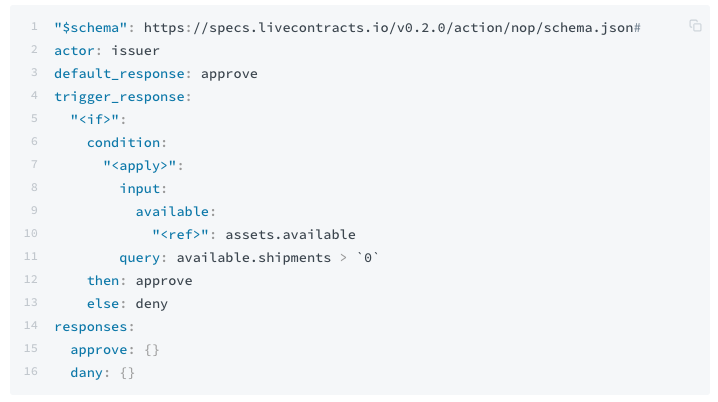 1 "$schema": https://specs.livecontracts.io/v0.2.0/action/nop/schema.json#
2 actor: issuer
3 default_response: approve
4 trigger_response:
5   "<if>":
6     condition:
7       "<apply>":
8         input:
9           available:
10             "<ref>": assets.available
11         query: available.shipments > `0`
12     then: approve
13     else: deny
14 responses:
15   approve: {}
16   dany: {}